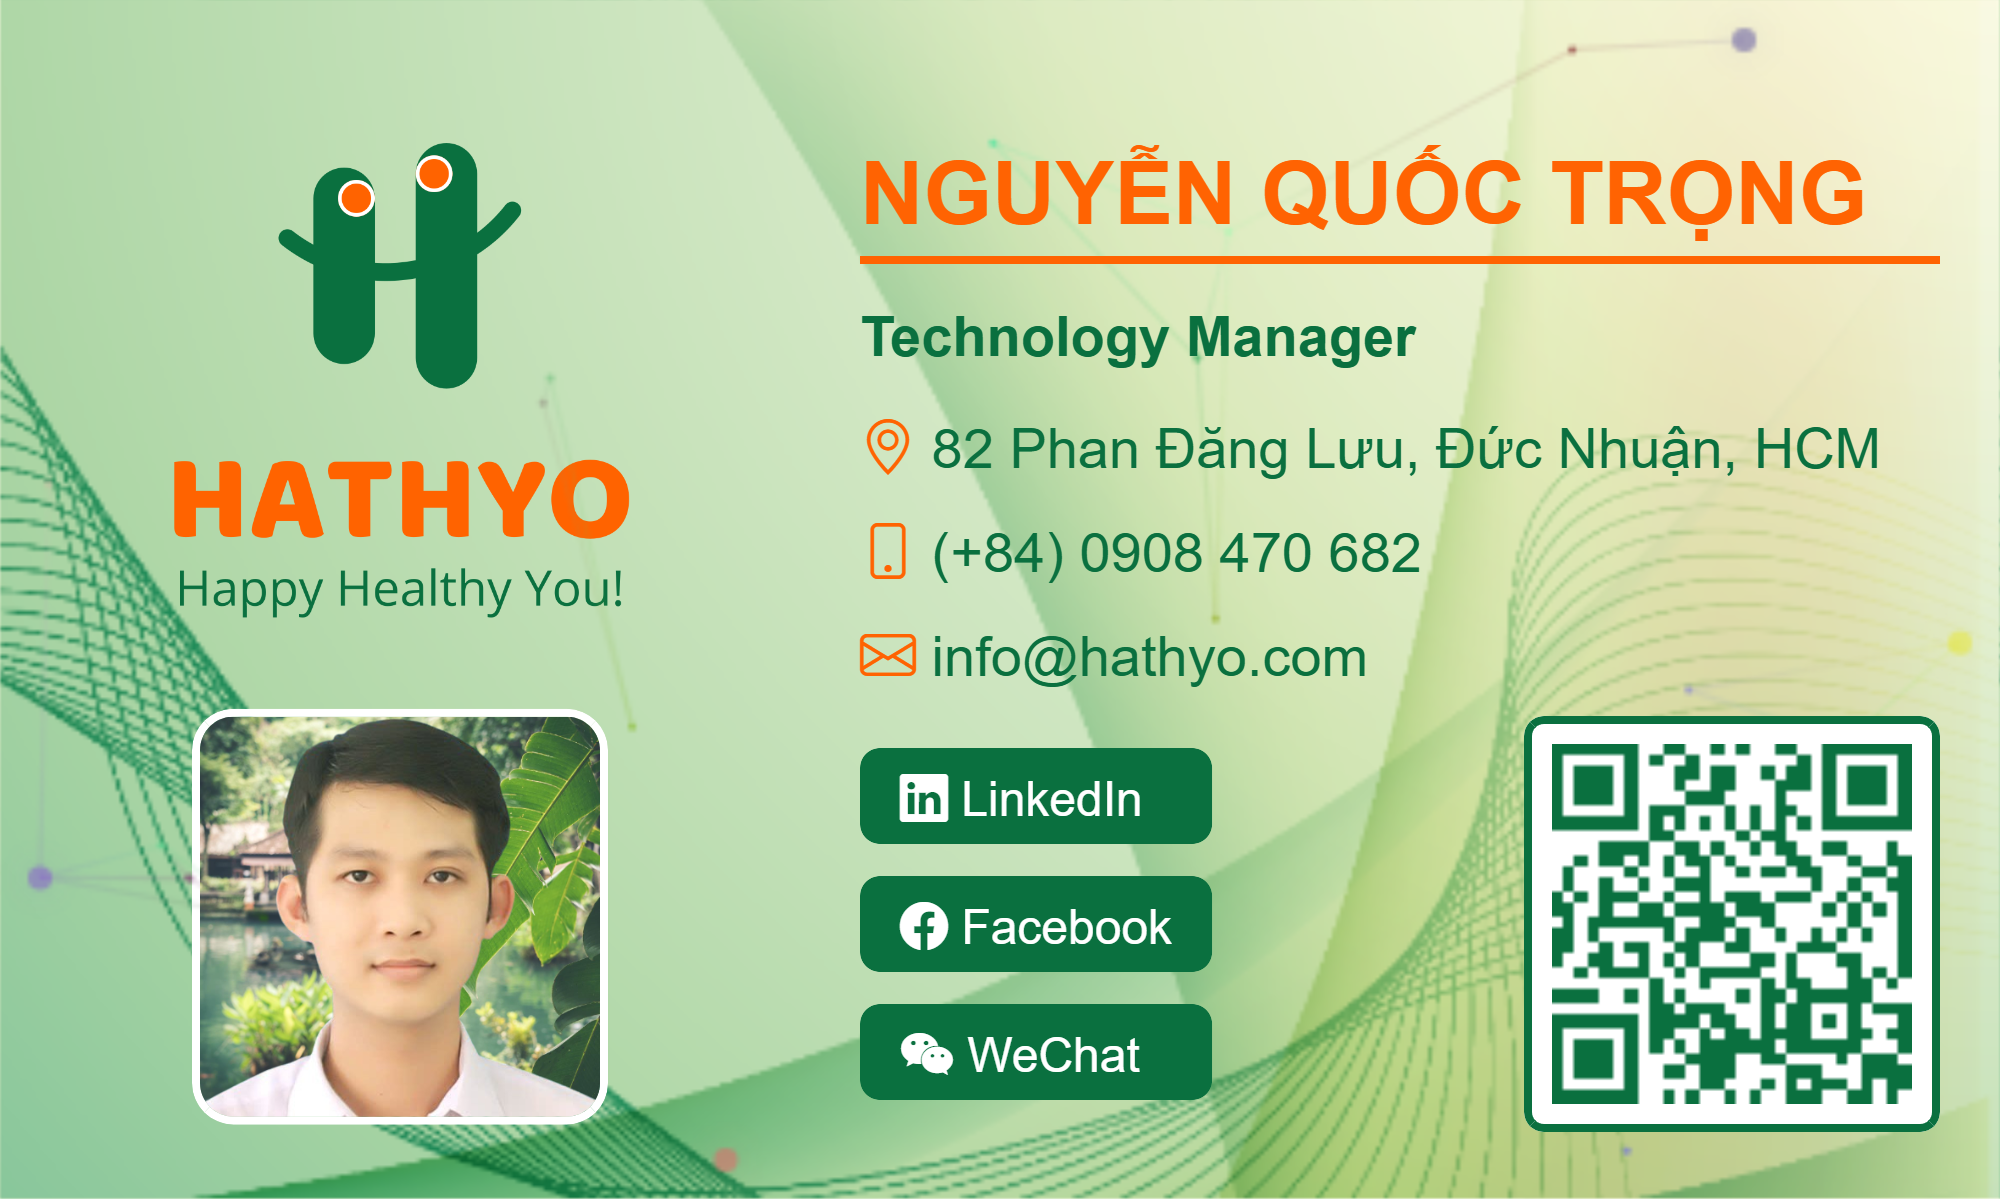 HATHYO
Happy Healthy You!
NGUYỄN QUỐC TRỌNG
Technology Manager
82 Phan Đăng Lưu, Đức Nhuận, HCM
(+84) 0908 470 682
info@hathyo.com
LinkedIn
Facebook
WeChat